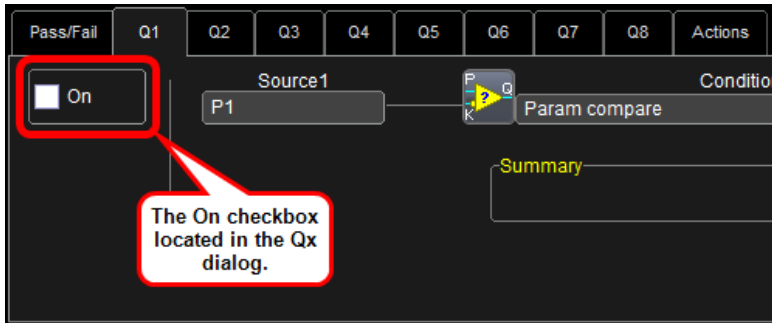 Pass/Fail Q1 Q2 Q3 Q4 Q5 Q6 Q7 Q8 Actions
On
Source1
P1
P
Q
?
K
Conditio
Param compare
Summary
The On checkbox
located in the Qx
dialog.